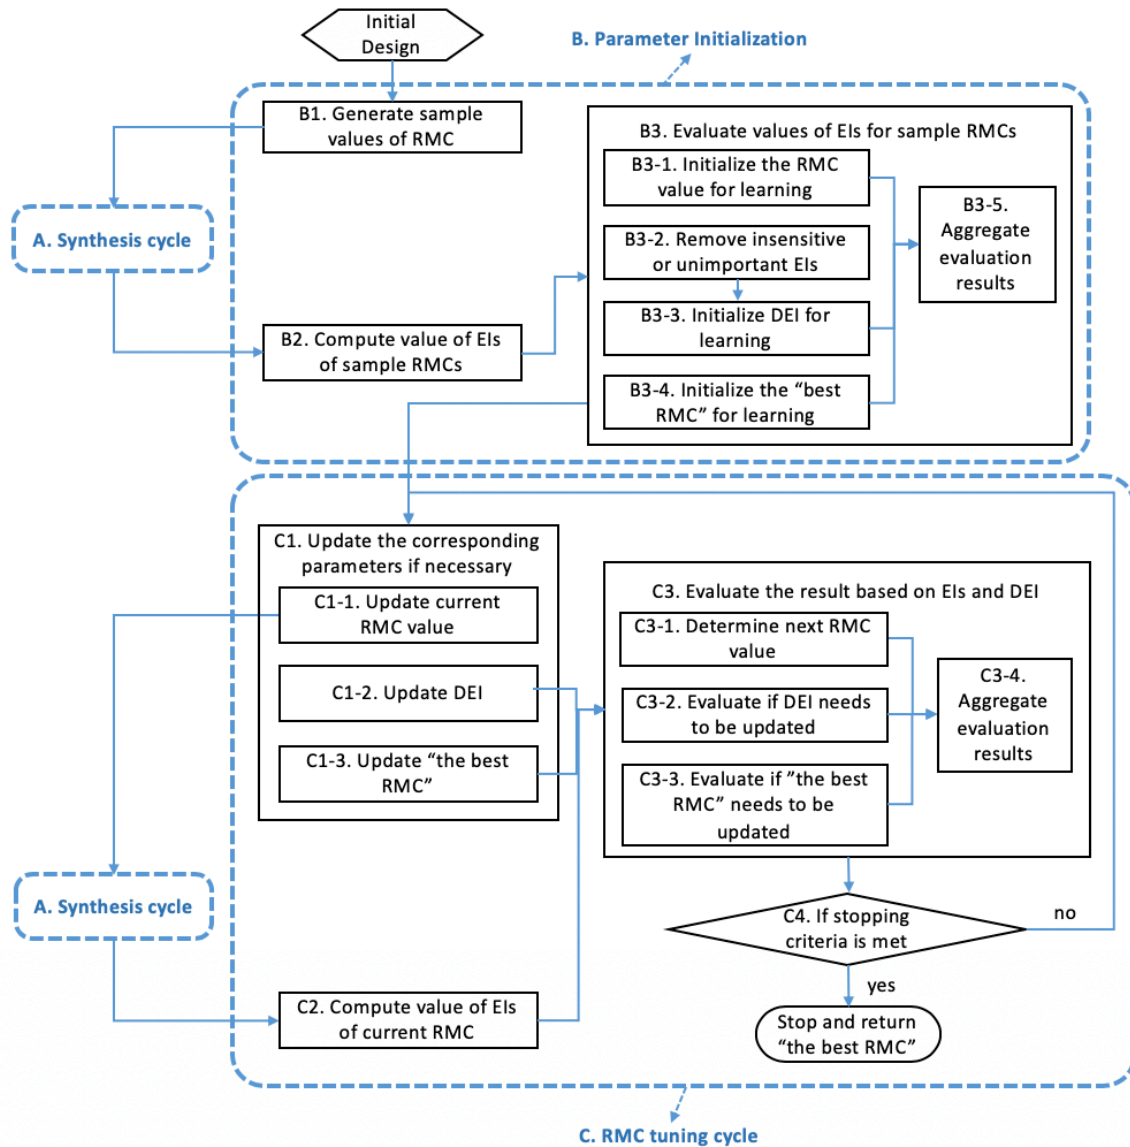 Initial
Design
B. Parameter Initialization
B1. Generate sample
values of RMC
A. Synthesis cycle
B2. Compute value of EIs
of sample RMCs
B3. Evaluate values of EIs for sample RMCs
B3-1. Initialize the RMC
value for learning
B3-2. Remove insensitive
or unimportant EIs
B3-3. Initialize DEI for
learning
B3-4. Initialize the “best
RMC” for learning
B3-5.
Aggregate
evaluation
results
C1. Update the corresponding
parameters if necessary
C1-1. Update current
RMC value
C1-2. Update DEI
C1-3. Update “the best
RMC”
A. Synthesis cycle
C2. Compute value of EIs
of current RMC
C3. Evaluate the result based on EIs and DEI
C3-1. Determine next RMC
value
C3-2. Evaluate if DEI needs
to be updated
C3-3. Evaluate if ”the best
RMC” needs to be
updated
C3-4.
Aggregate
evaluation
results
C4. If stopping
criteria is met
no
yes
Stop and return
“the best RMC”
C. RMC tuning cycle